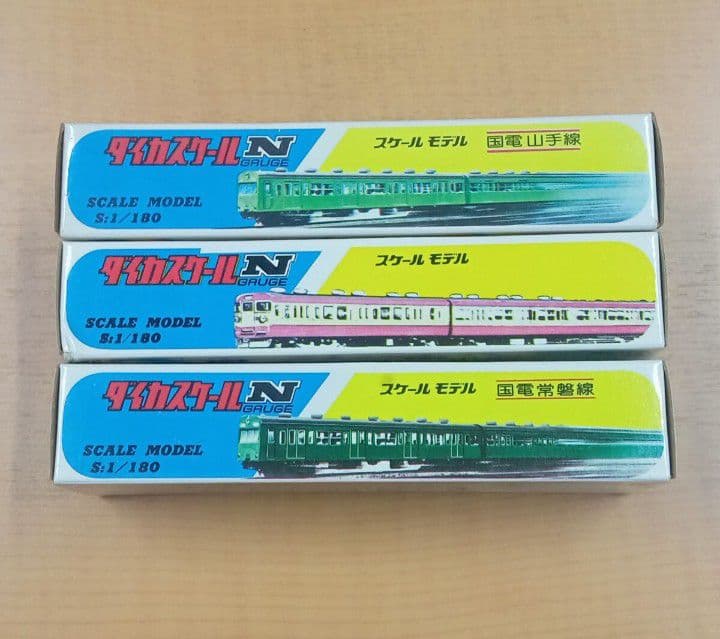 ダイカスケール N GAUGE スケール モデル 国電 山手線
SCALE MODEL
S:1/180
ダイカスケール N GAUGE スケール モデル
SCALE MODEL
S:1/180
ダイカスケール N GAUGE スケール モデル 国電 常磐線
SCALE MODEL
S:1/180